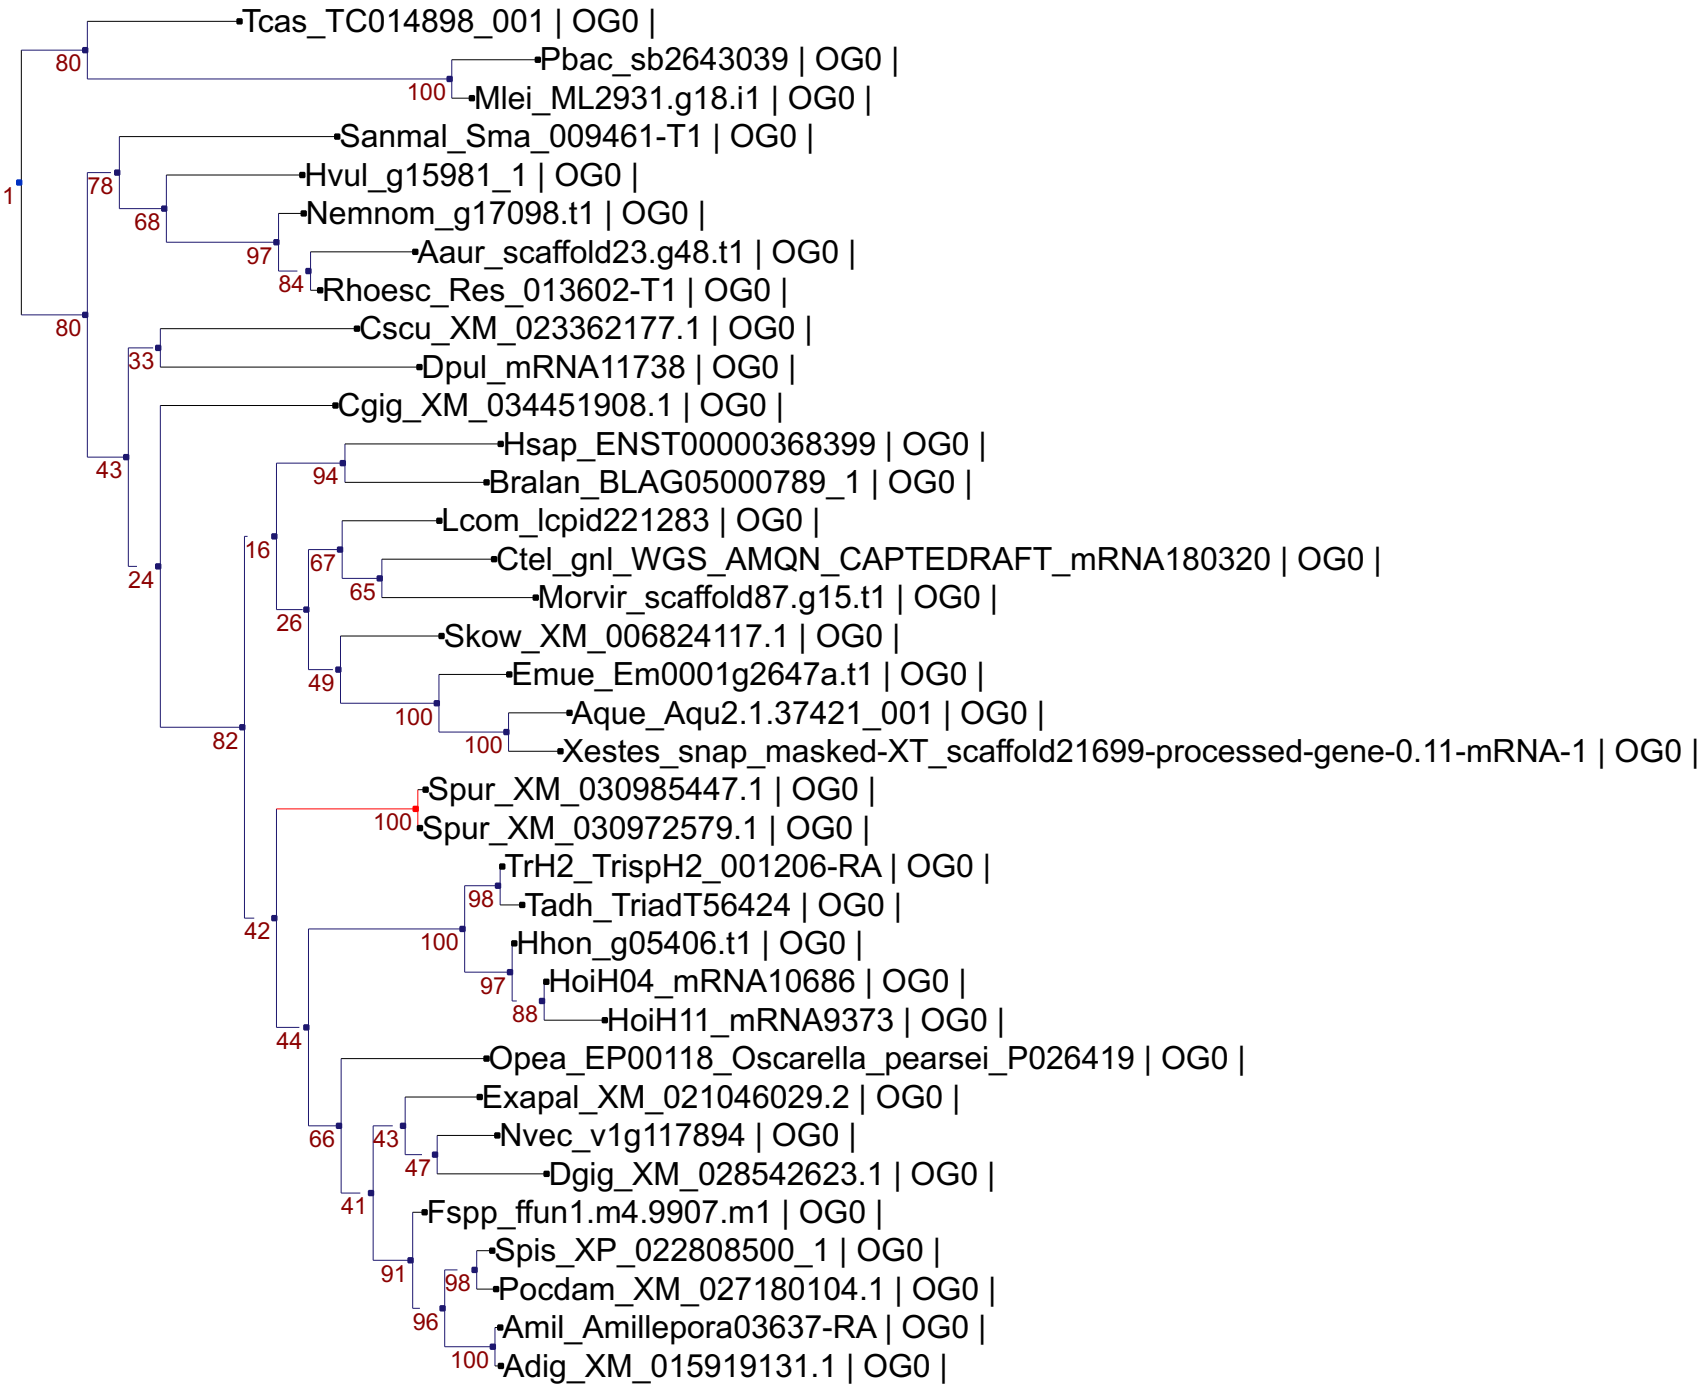 Tcas_TC014898_001 | OG0 |
80
Pbac_sb2643039 | OG0 |
100
Mlei_ML2931.g18.i1 | OG0 |
Sanmal_Sma_009461-T1 | OG0 |
78
Hvul_g15981_1 | OG0 |
1
68
Nemnom_g17098.t1 | OG0 |
97
Aaur_scaffold23.g48.t1 | OG0 |
84
Rhoesc_Res_013602-T1 | OG0 |
80
Cscu_XM_023362177.1 | OG0 |
33
Dpul_mRNA11738 | OG0 |
Cgig_XM_034451908.1 | OG0 |
43
Hsap_ENST00000368399 | OG0 |
94
Bralan_BLAG05000789_1 | OG0 |
Lcom_lcpid221283 | OG0 |
16
67
Ctel_gnl_WGS_AMQN_CAPTEDRAFT_mRNA180320 | OG0 |
24
65
Morvir_scaffold87.g15.t1 | OG0 |
26
Skow_XM_006824117.1 | OG0 |
49
Emue_Em0001g2647a.t1 | OG0 |
100
Aque_Aqu2.1.37421_001 | OG0 |
82
100
Xestes_snap_masked-XT_scaffold21699-processed-gene-0.11-mRNA-1 | OG0 |
Spur_XM_030985447.1 | OG0 |
100
Spur_XM_030972579.1 | OG0 |
TrH2_TrispH2_001206-RA | OG0 |
98
Tadh_TriadT56424 | OG0 |
42
100
Hhon_g05406.t1 | OG0 |
97
HoiH04_mRNA10686 | OG0 |
88
HoiH11_mRNA9373 | OG0 |
44
Opea_EP00118_Oscarella_pearsei_P026419 | OG0 |
Exapal_XM_021046029.2 | OG0 |
66
43
Nvec_v1g117894 | OG0 |
47
Dgig_XM_028542623.1 | OG0 |
41
Fspp_ffun1.m4.9907.m1 | OG0 |
Spis_XP_022808500_1 | OG0 |
91
98
Pocdam_XM_027180104.1 | OG0 |
96
Amil_Amillepora03637-RA | OG0 |
100
Adig_XM_015919131.1 | OG0 |